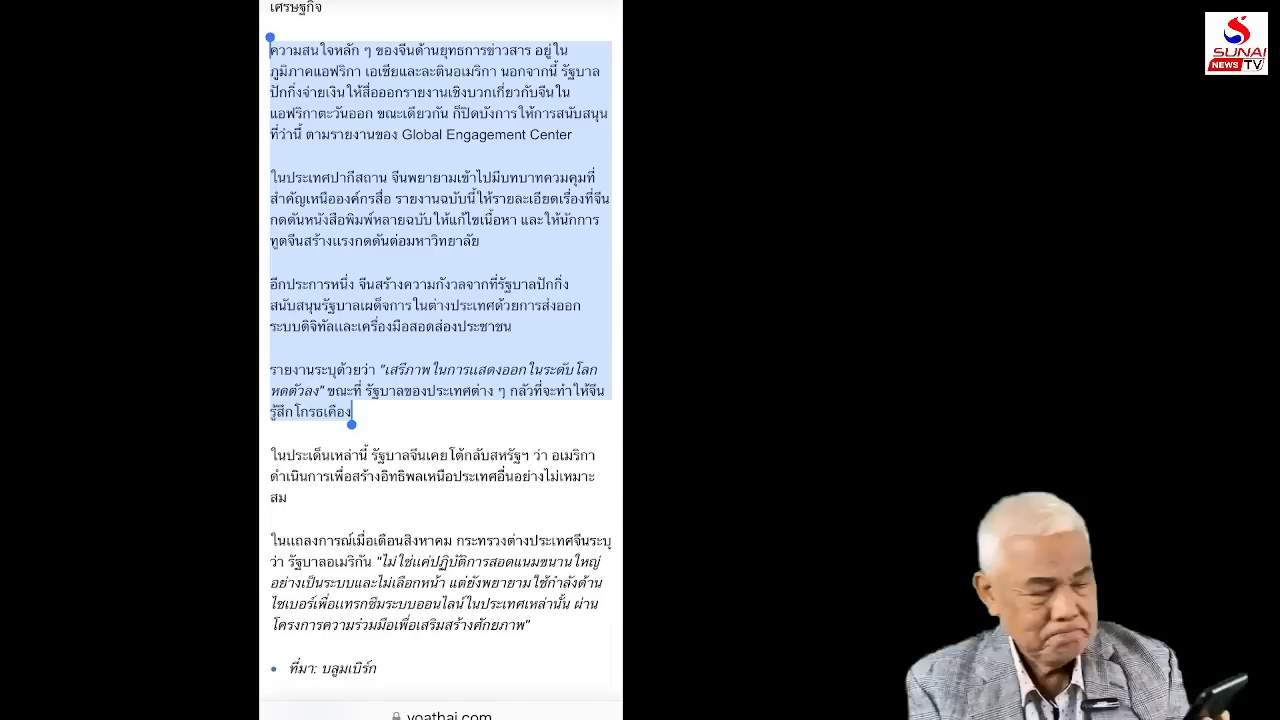 เศรษฐกิจ
SUNAI
NEWS TV
ความสนใจหลัก ๆ ของจีนด้านยุทธการข่าวสาร อยู่ใน
ภูมิภาคแอฟริกา เอเชียและละตินอเมริกา นอกจากนี้ รัฐบาล
ปักกิ่งจ่ายเงินให้สื่อออกรายงานเชิงบวกเกี่ยวกับจีนใน
แอฟริกาตะวันออก ขณะเดียวกัน ก็ปิดบังการให้การสนับสนุน
ที่ว่านี้ ตามรายงานของ Global Engagement Center
ในประเทศปากีสถาน จีนพยายามเข้าไปมีบทบาทควมคุมที่
สำคัญเหนือองค์กรสื่อ รายงานฉบับนี้ให้รายละเอียดเรื่องที่จีน
กดดันหนังสือพิมพ์หลายฉบับให้แก้ไขเนื้อหา และให้นักการ
ทูตจีนสร้างแรงกดดันต่อมหาวิทยาลัย
อีกประการหนึ่ง จีนสร้างความกังวลจากที่รัฐบาลปักกิ่ง
สนับสนุนรัฐบาลเผด็จการในต่างประเทศด้วยการส่งออก
ระบบดิจิทัลและเครื่องมือสอดส่องประชาชน
รายงานระบุด้วยว่า "เสรีภาพในการแสดงออกในระดับโลก
หดตัวลง" ขณะที่ รัฐบาลของประเทศต่าง ๆ กลัวที่จะทำให้จีน
รู้สึกโกรธเคือง
ในประเด็นเหล่านี้ รัฐบาลจีนเคยโต้กลับสหรัฐฯ ว่า อเมริกา
ดำเนินการเพื่อสร้างอิทธิพลเหนือประเทศอื่นอย่างไม่เหมาะ
สม
ในแถลงการณ์เมื่อเดือนสิงหาคม กระทรวงต่างประเทศจีนระบุ
ว่า รัฐบาลอเมริกัน "ไม่ใช่แค่ปฏิบัติการสอดแนมขนานใหญ่
อย่างเป็นระบบและไม่เลือกหน้า แต่ยังพยายามใช้กำลังด้าน
ไซเบอร์เพื่อแทรกซึมระบบออนไลน์ในประเทศเหล่านั้น ผ่าน
โครงการความร่วมมือเพื่อเสริมสร้างศักยภาพ"
• ที่มา: บลูมเบิร์ก
voathai.com